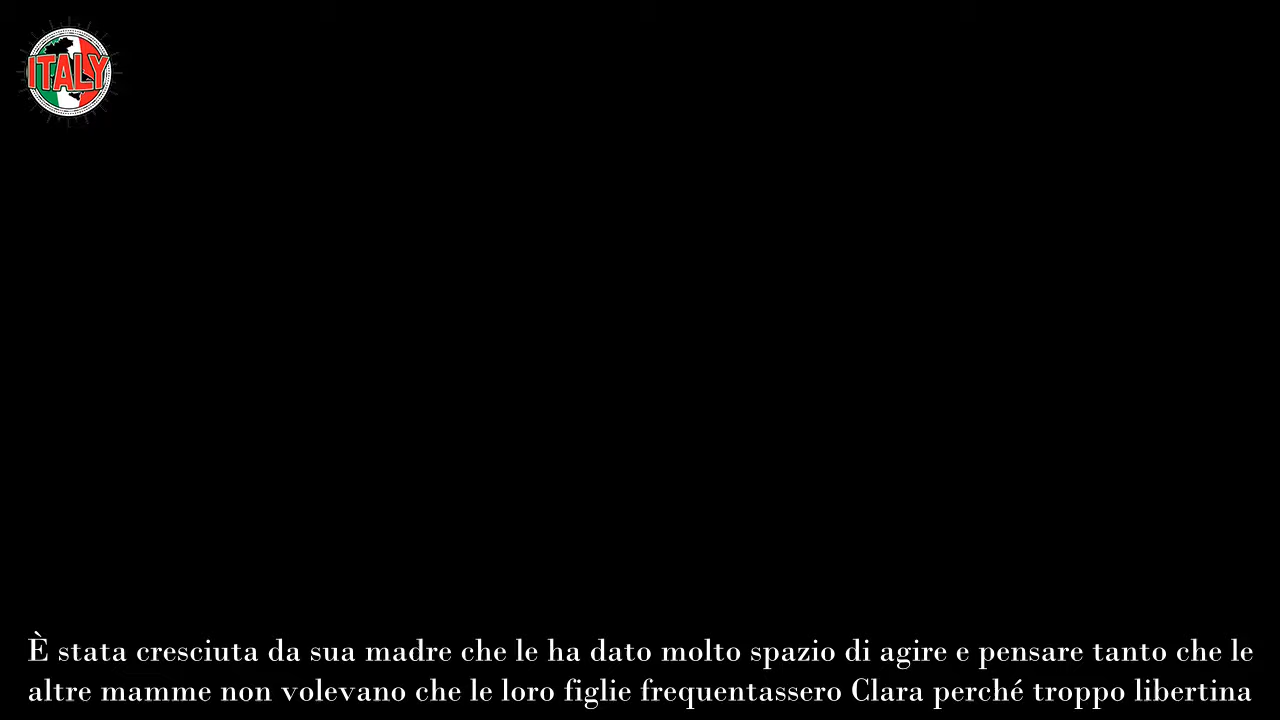 ITALY
È stata cresciuta da sua madre che le ha dato molto spazio di agire e pensare tanto che le
altre mamme non volevano che le loro figlie frequentassero Clara perché troppo libertina